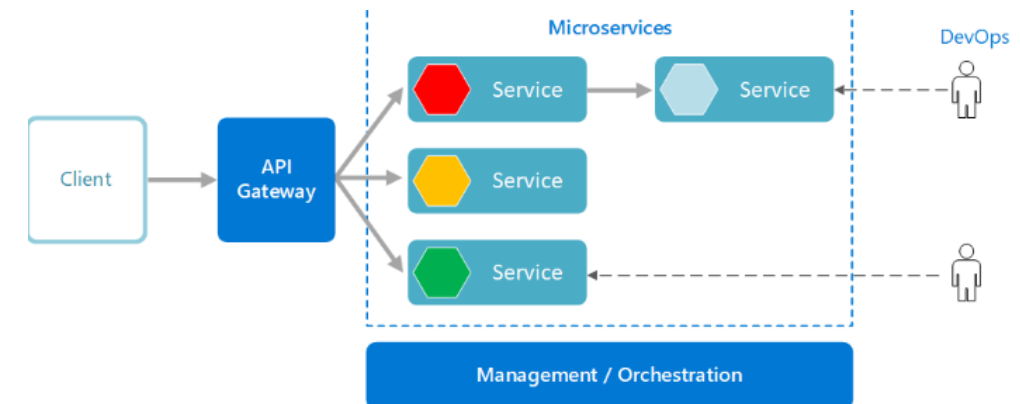 Microservices
DevOps
Service
Service
Client
API
Gateway
Service
Service
Management / Orchestration